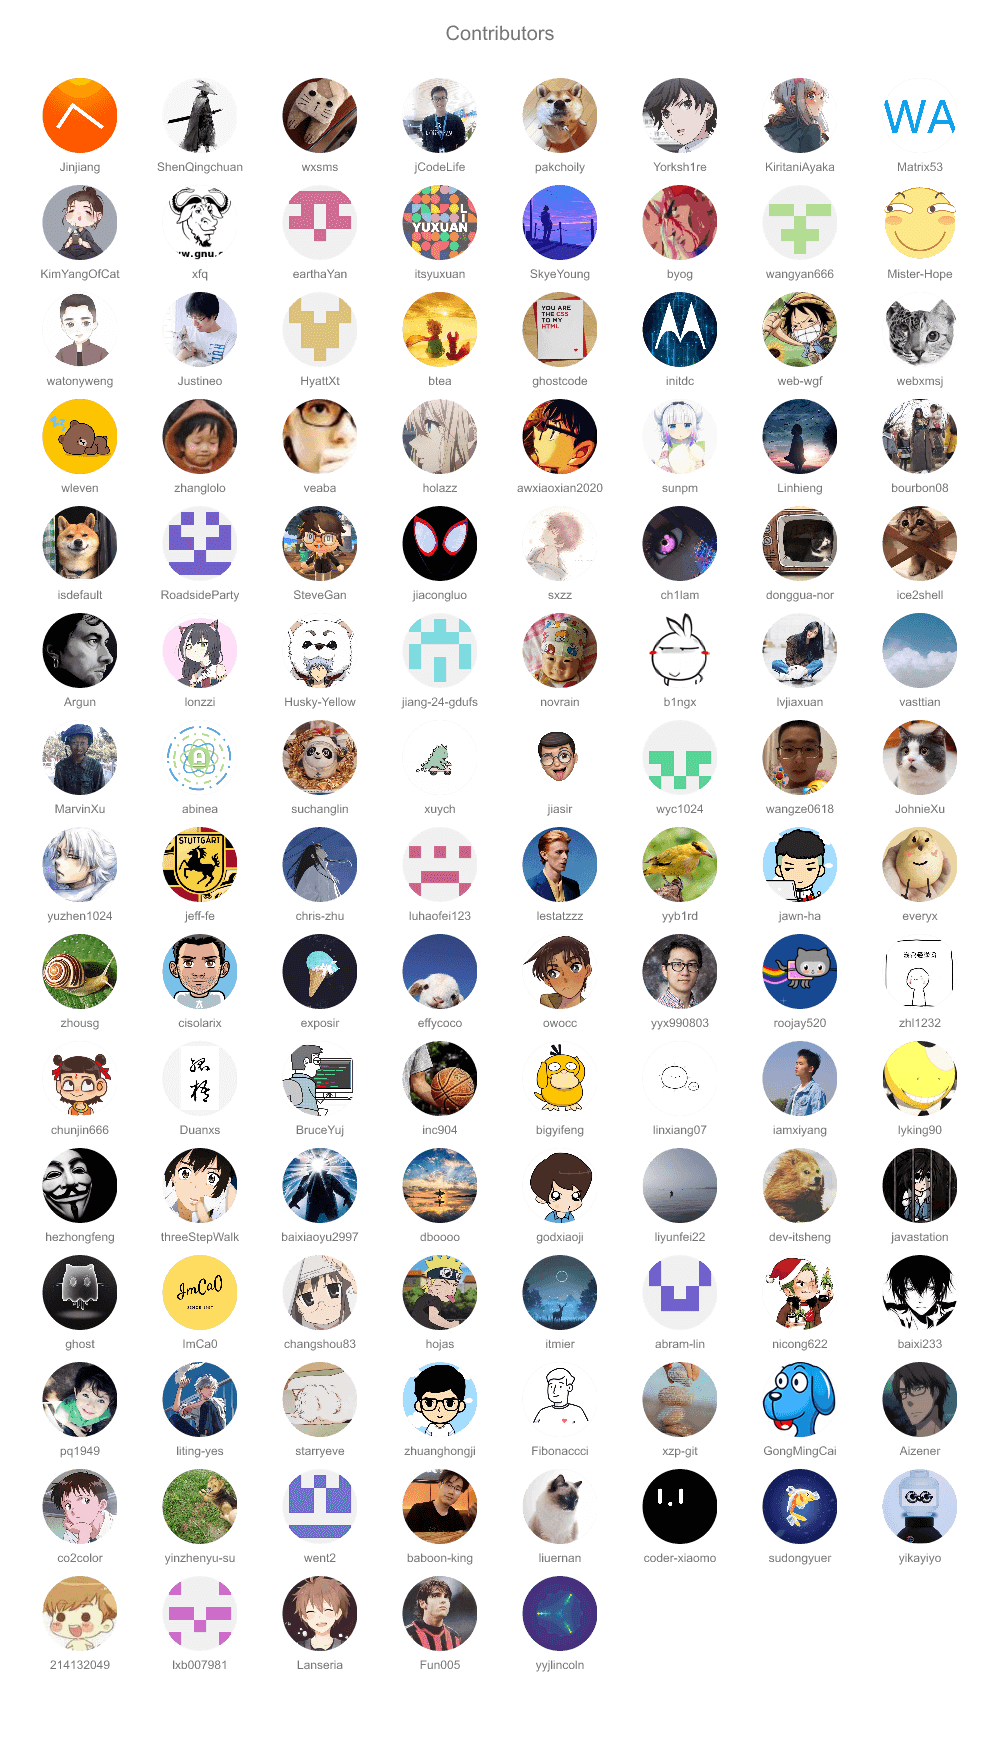 Contributors
Jinjiang
ShenQingchuan
wxsms
jCodeLife
pakchoily
Yorksh1re
KiritaniAyaka
WA
Matrix53
KimYangOfCat
xfq
w.gnu.
earthaYan
YUXUAN
itsyuxuan
SkyeYoung
byog
wangyan666
Mister-Hope
watonyweng
Justineo
HyattXt
btea
YOU ARE
THE CSS
TO MY
HTML
ghostcode
initdc
web-wgf
webxmsj
wleven
zhanglolo
veaba
holazz
awxiaoxian2020
sunpm
Linhieng
bourbon08
isdefault
RoadsideParty
SteveGan
jiacongluo
sxzz
ch1lam
donggua-nor
ice2shell
Argun
lonzzi
Husky-Yellow
jiang-24-gdufs
novrain
b1ngx
lvjiaxuan
vasttian
MarvinXu
abinea
suchanglin
xuych
jiasir
wyc1024
wangze0618
JohnieXu
yuzhen1024
STUTTGART
jeff-fe
chris-zhu
luhaofei123
lestatzzz
yyb1rd
jawn-ha
everyx
zhousg
cisolarix
exposir
effycoco
owocc
yyx990803
roojay520
zhl1232
chunjin666
Duanxs
BruceYuj
inc904
bigyifeng
linxiang07
iamxiyang
lyking90
hezhongfeng
threeStepWalk
baixiaoyu2997
dboooo
godxiaoji
liyunfei22
dev-itsheng
javastation
ghost
JmCaO
ImCa0
changshou83
hojas
itmier
abram-lin
nicong622
baixi233
pq1949
liting-yes
starryeve
zhuanghongji
Fibonaccci
xzp-git
GongMingCai
Aizener
co2color
yinzhenyu-su
went2
baboon-king
liuernan
coder-xiaomo
sudongyuer
yikayiyo
214132049
lxb007981
Lanseria
Fun005
yyjlincoln